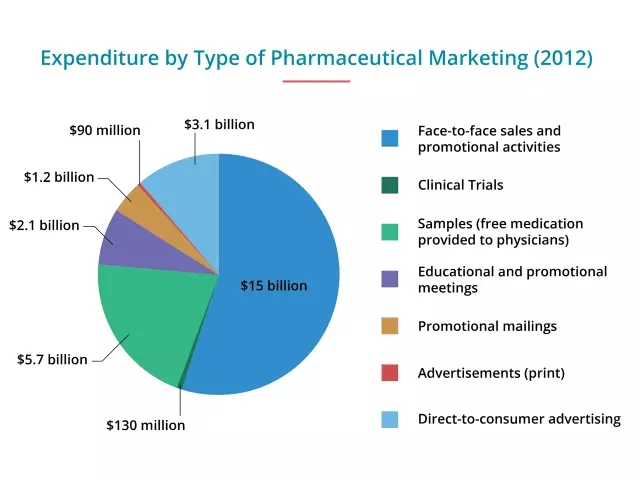 Expenditure by Type of Pharmaceutical Marketing (2012)
$3.1 billion
$90 million
$1.2 billion
$2.1 billion
$15 billion
$5.7 billion
$130 million
Face-to-face sales and
promotional activities
Clinical Trials
Samples (free medication
provided to physicians)
Educational and promotional
meetings
Promotional mailings
Advertisements (print)
Direct-to-consumer advertising